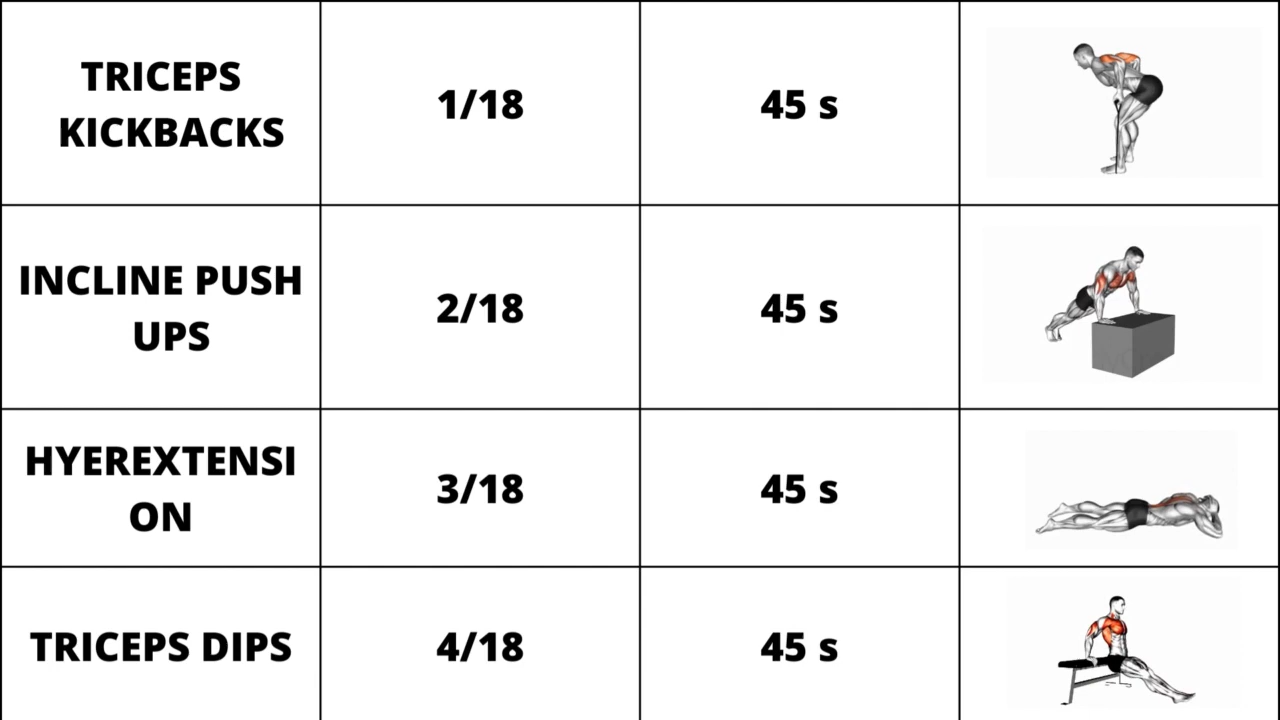 TRICEPS
KICKBACKS
1/18
45 s
INCLINE PUSH
UPS
2/18
45 s
HYEREXTENSI
ON
3/18
45 s
TRICEPS DIPS
4/18
45 s